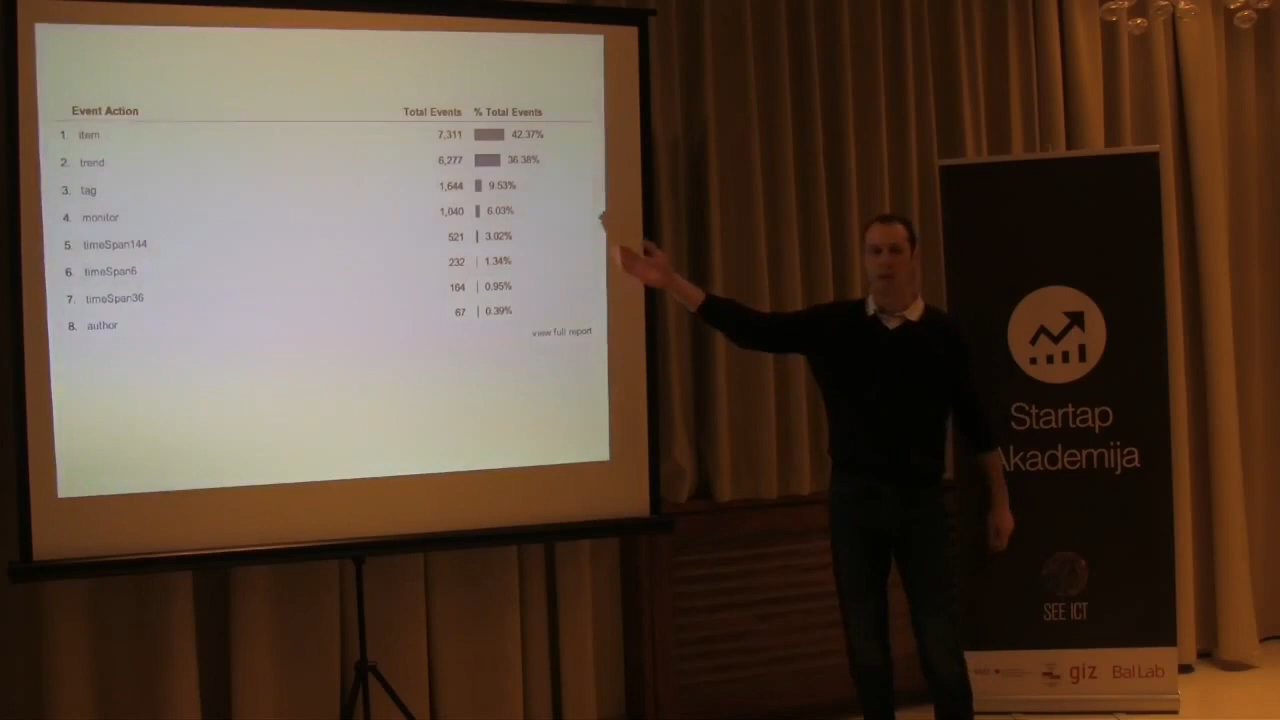 Event Action Total Events % Total Events
1. item 7,311 42.37%
2. trend 6,277 36.38%
3. tag 1,644 9.53%
4. monitor 1,040 6.03%
5. timeSpan144 521 3.02%
6. timeSpan6 232 1.34%
7. timeSpan36 164 0.95%
8. author 67 0.39%
view full report
Startap
Akademija
SEE ICT
giz Bal Lab